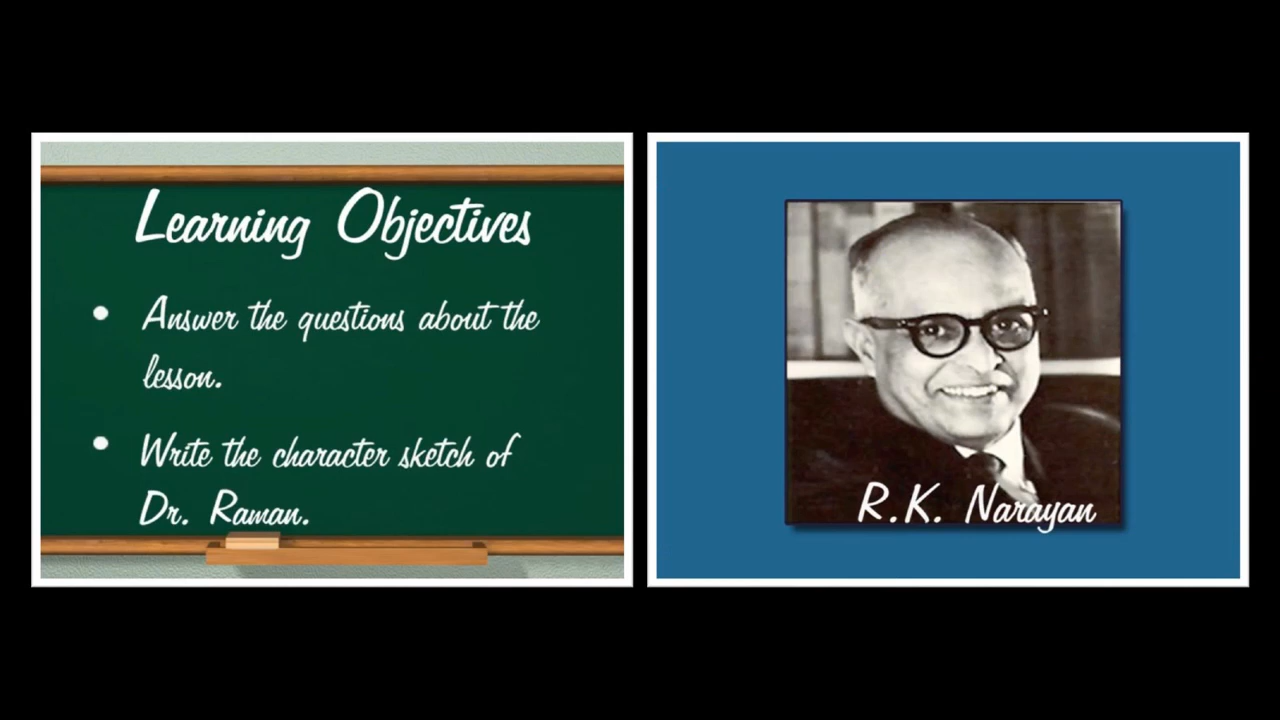 Learning Objectives
Answer the questions about the
lesson.
Write the character sketch of
Dr. Raman.
R.K. Narayan